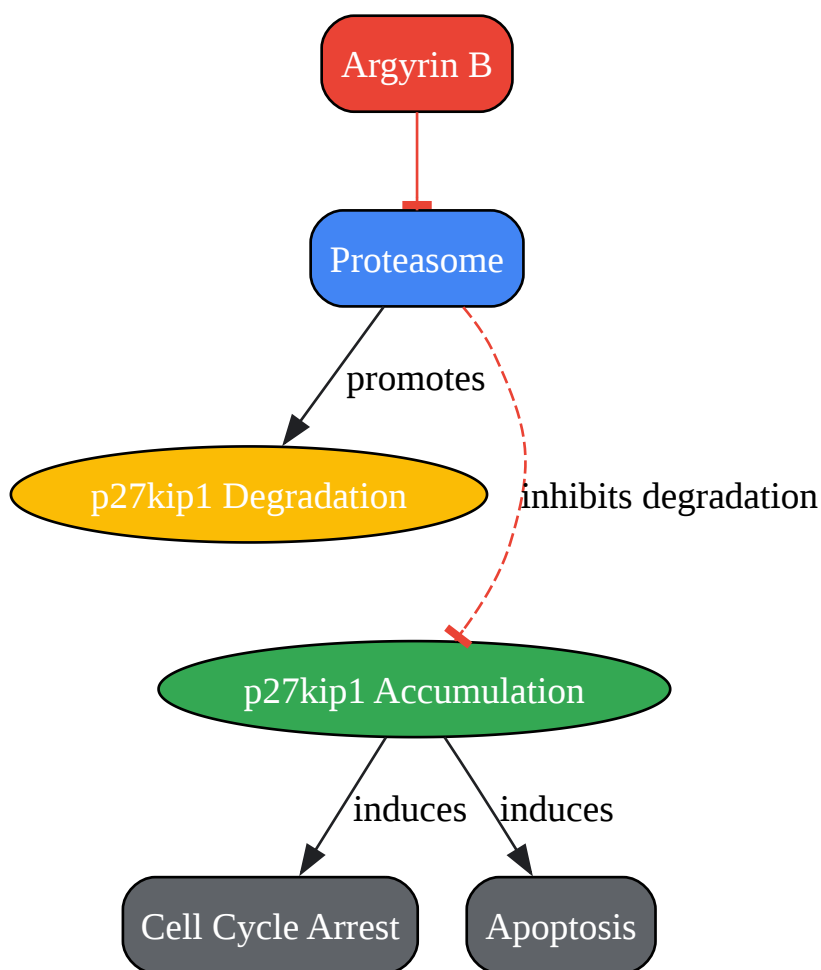 Argyrin B
Proteasome
promotes
p27kip1 Degradation
inhibits degradation
p27kip1 Accumulation
induces
induces
Cell Cycle Arrest
Apoptosis